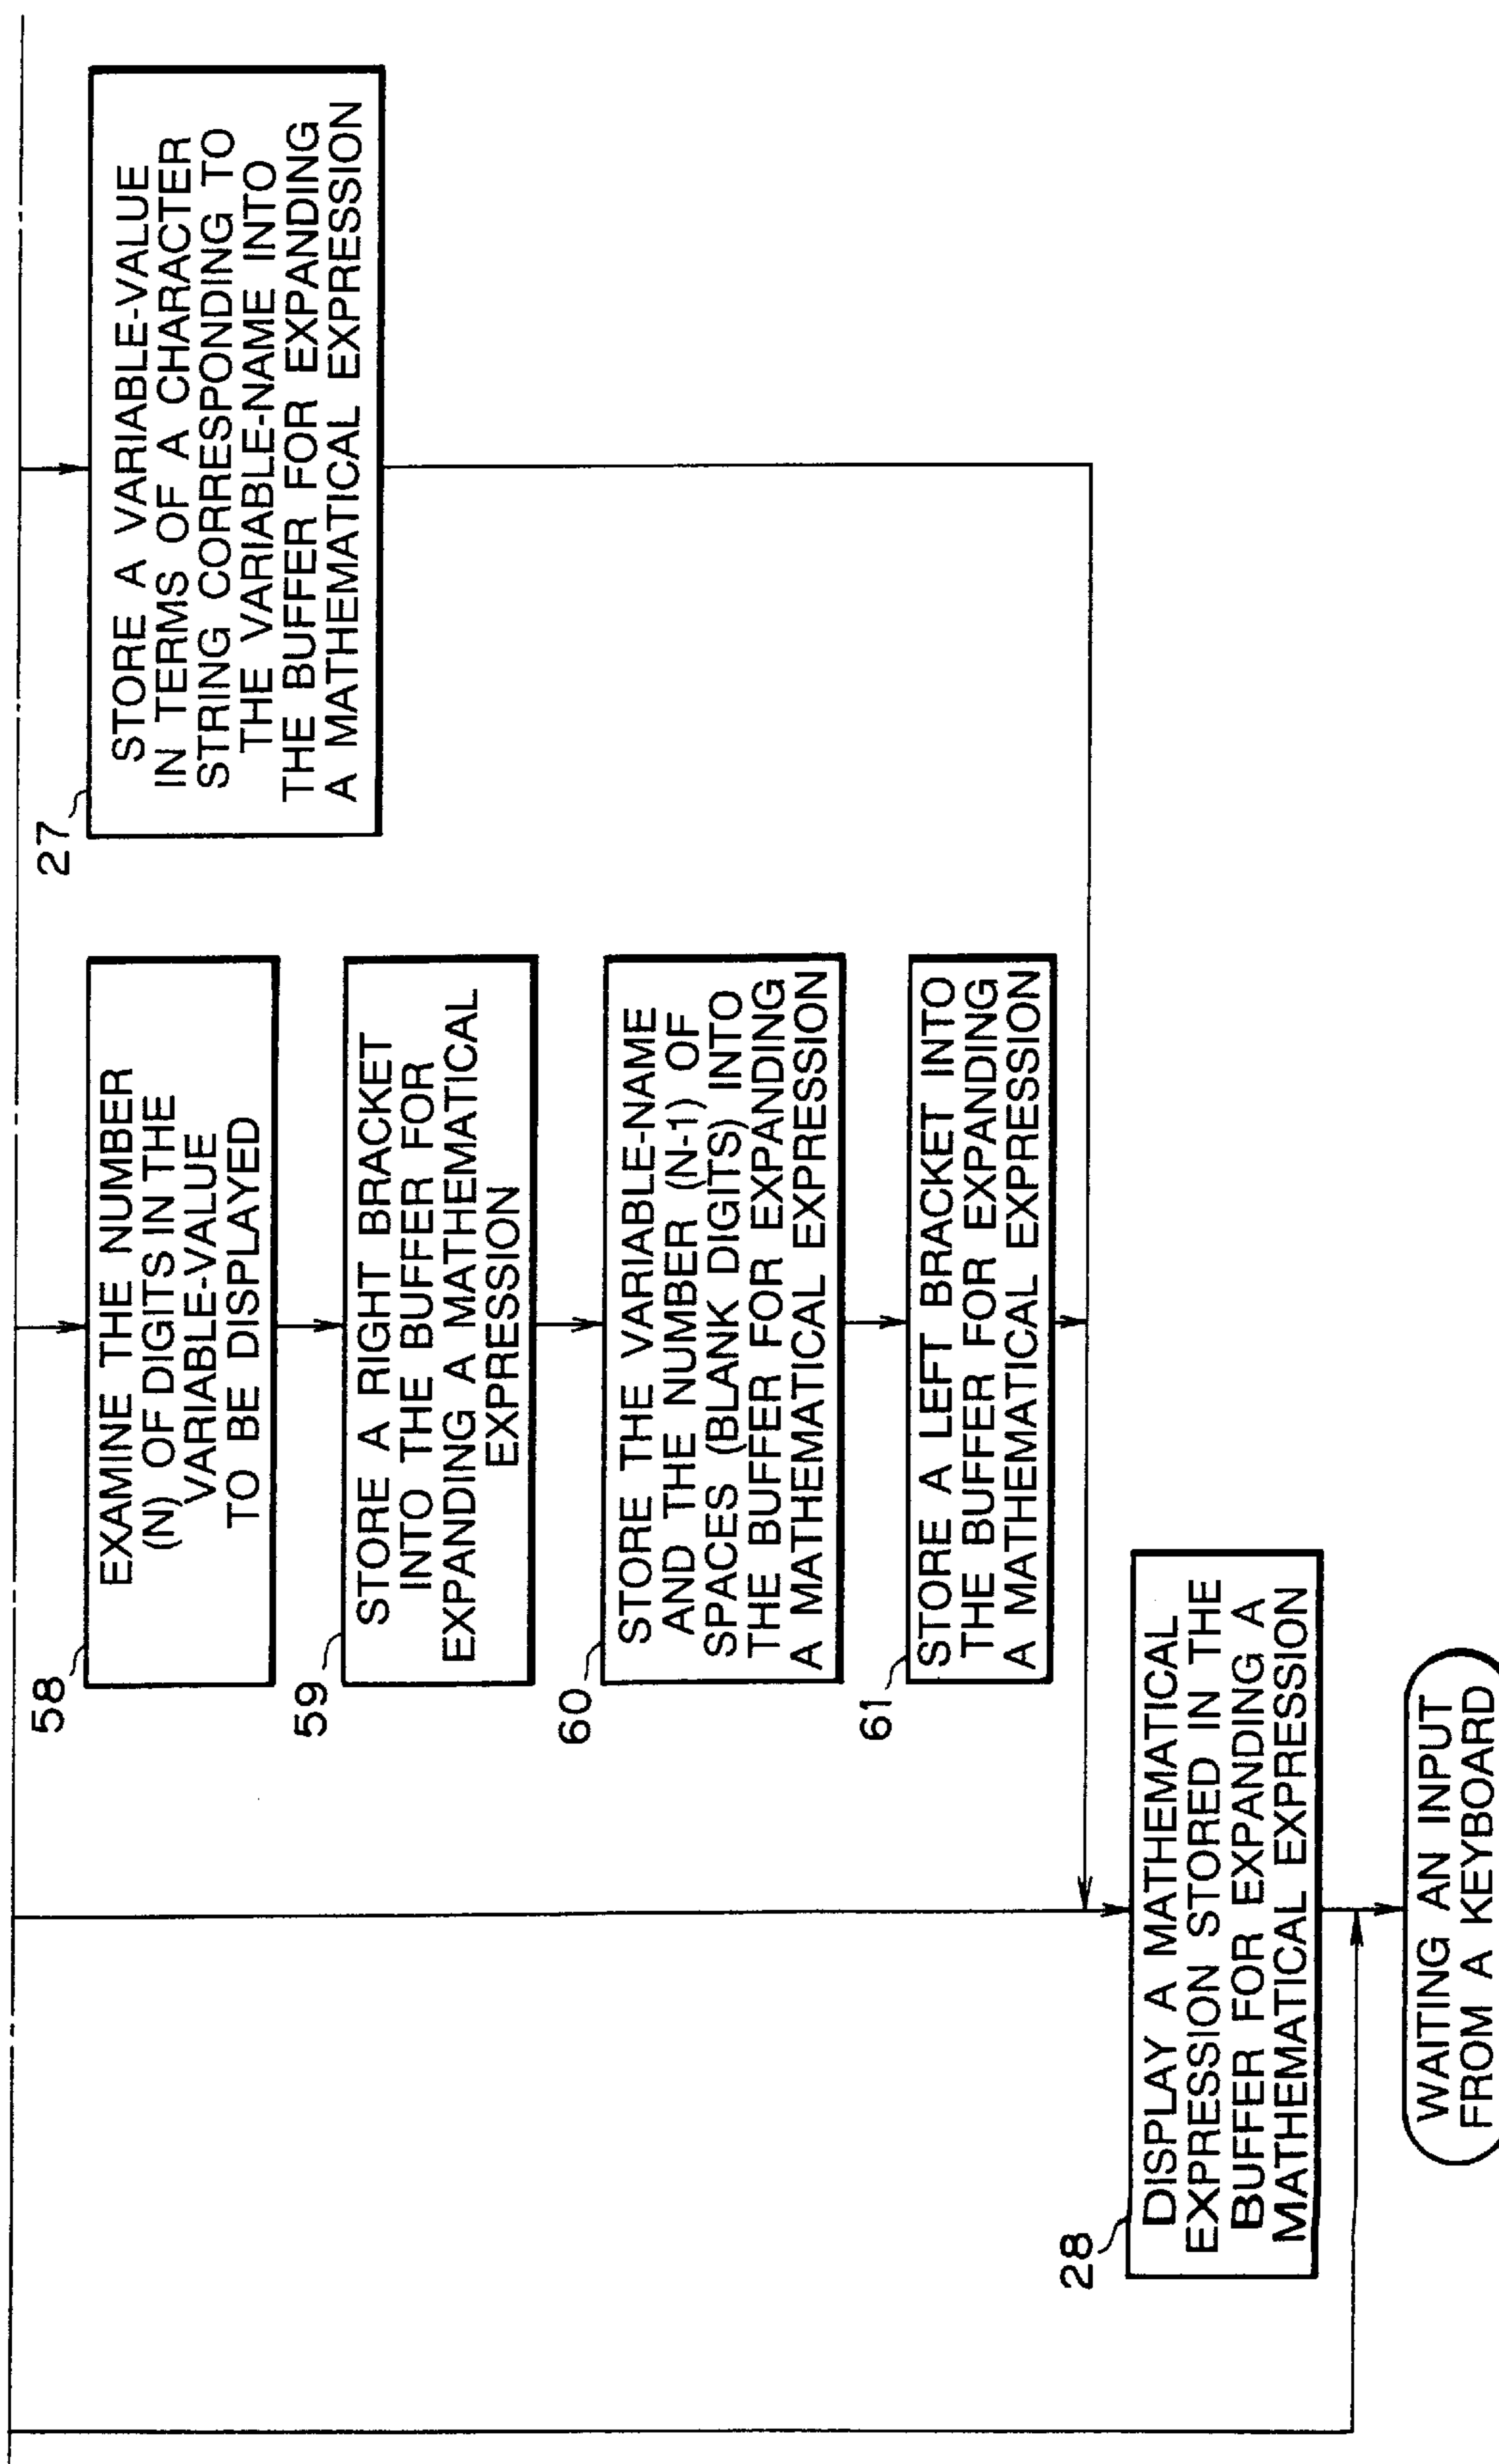 58
EXAMINE THE NUMBER
(N) OF DIGITS IN THE
VARIABLE-VALUE
TO BE DISPLAYED
59
STORE A RIGHT BRACKET
INTO THE BUFFER FOR
EXPANDING A MATHEMATICAL
EXPRESSION
60
STORE THE VARIABLE-NAME
AND THE NUMBER (N-1) OF
SPACES (BLANK DIGITS) INTO
THE BUFFER FOR EXPANDING
A MATHEMATICAL EXPRESSION
61
STORE A LEFT BRACKET INTO
THE BUFFER FOR EXPANDING
A MATHEMATICAL EXPRESSION
27
STORE A VARIABLE-VALUE
IN TERMS OF A CHARACTER
STRING CORRESPONDING TO
THE VARIABLE-NAME INTO
THE BUFFER FOR EXPANDING
A MATHEMATICAL EXPRESSION
28
DISPLAY A MATHEMATICAL
EXPRESSION STORED IN THE
BUFFER FOR EXPANDING A
MATHEMATICAL EXPRESSION
WAITING AN INPUT
FROM A KEYBOARD